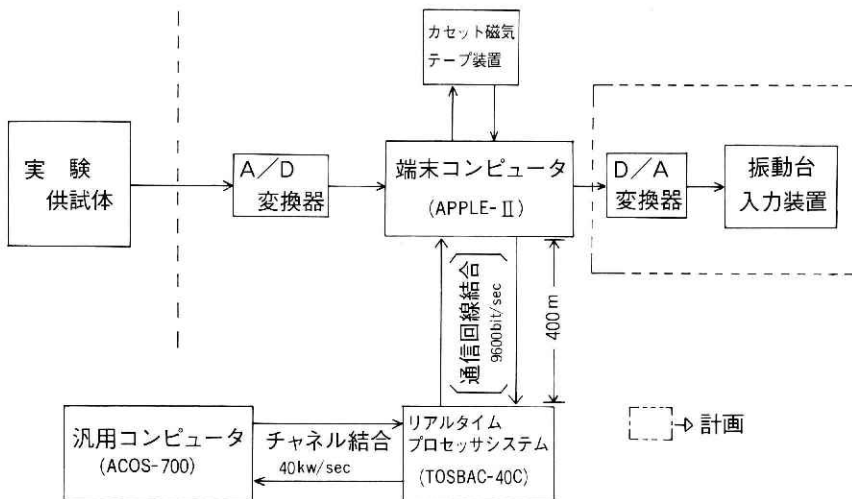 カセット磁気
テープ装置
実 験
供試体
A/D
変換器
端末コンピュータ
(APPLE-Ⅱ)
D/A
変換器
振動台
入力装置
通信回線結合
9600bit/sec
400m
汎用コンピュータ
(ACOS-700)
チャネル結合
40kw/sec
リアルタイム
プロセッサシステム
(TOSBAC-40C)
計画